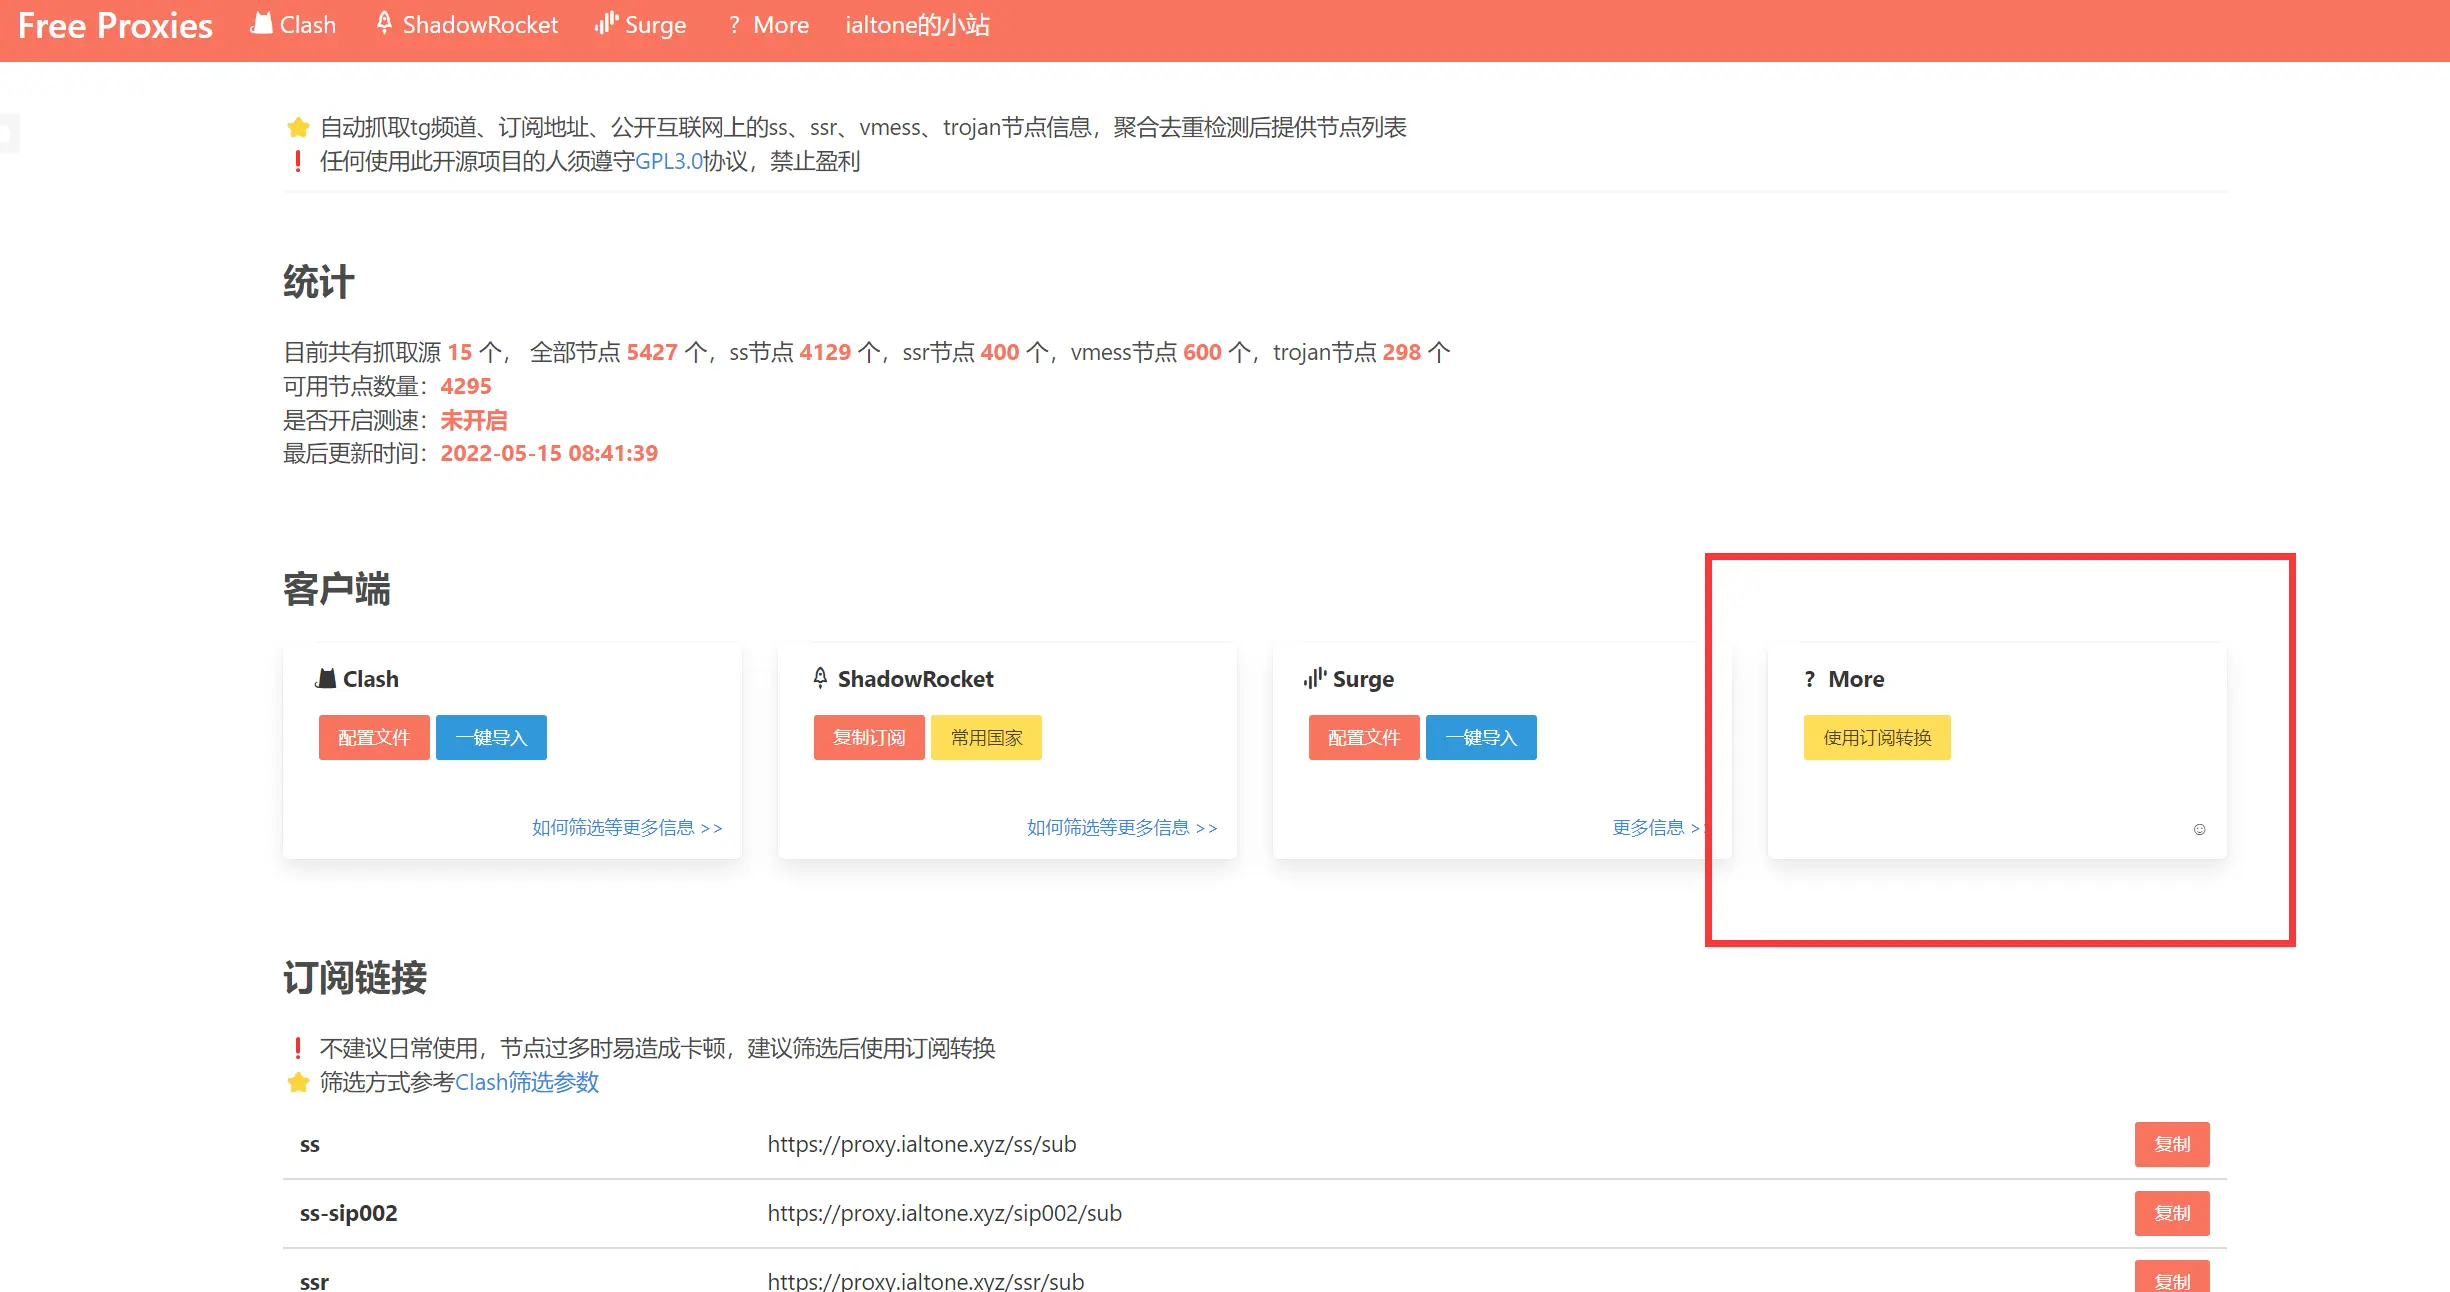 Free Proxies Clash ShadowRocket Surge ? More ialtone的小站
⭐ 自动抓取tg频道、订阅地址、公开互联网上的ss、ssr、vmess、trojan节点信息，聚合去重检测后提供节点列表
❗ 任何使用此开源项目的人须遵守GPL3.0协议，禁止盈利
统计
目前共有抓取源 15 个， 全部节点 5427 个，ss节点 4129 个，ssr节点 400 个，vmess节点 600 个，trojan节点 298 个
可用节点数量：4295
是否开启测速：未开启
最后更新时间：2022-05-15 08:41:39
客户端
Clash
配置文件 一键导入
如何筛选等更多信息 >>
ShadowRocket
复制订阅 常用国家
如何筛选等更多信息 >>
Surge
配置文件 一键导入
更多信息 >>
? More
使用订阅转换
☺
订阅链接
❗ 不建议日常使用，节点过多时易造成卡顿，建议筛选后使用订阅转换
⭐ 筛选方式参考Clash筛选参数
ss https://proxy.ialtone.xyz/ss/sub 复制
ss-sip002 https://proxy.ialtone.xyz/sip002/sub 复制
ssr https://proxy.ialtone.xyz/ssr/sub 复制